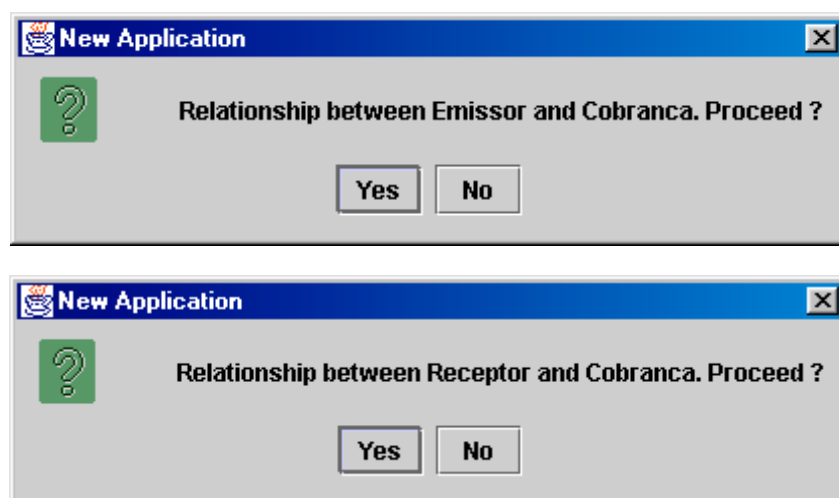 New Application
Relationship between Emissor and Cobranca. Proceed ?
Yes No
New Application
Relationship between Receptor and Cobranca. Proceed ?
Yes No